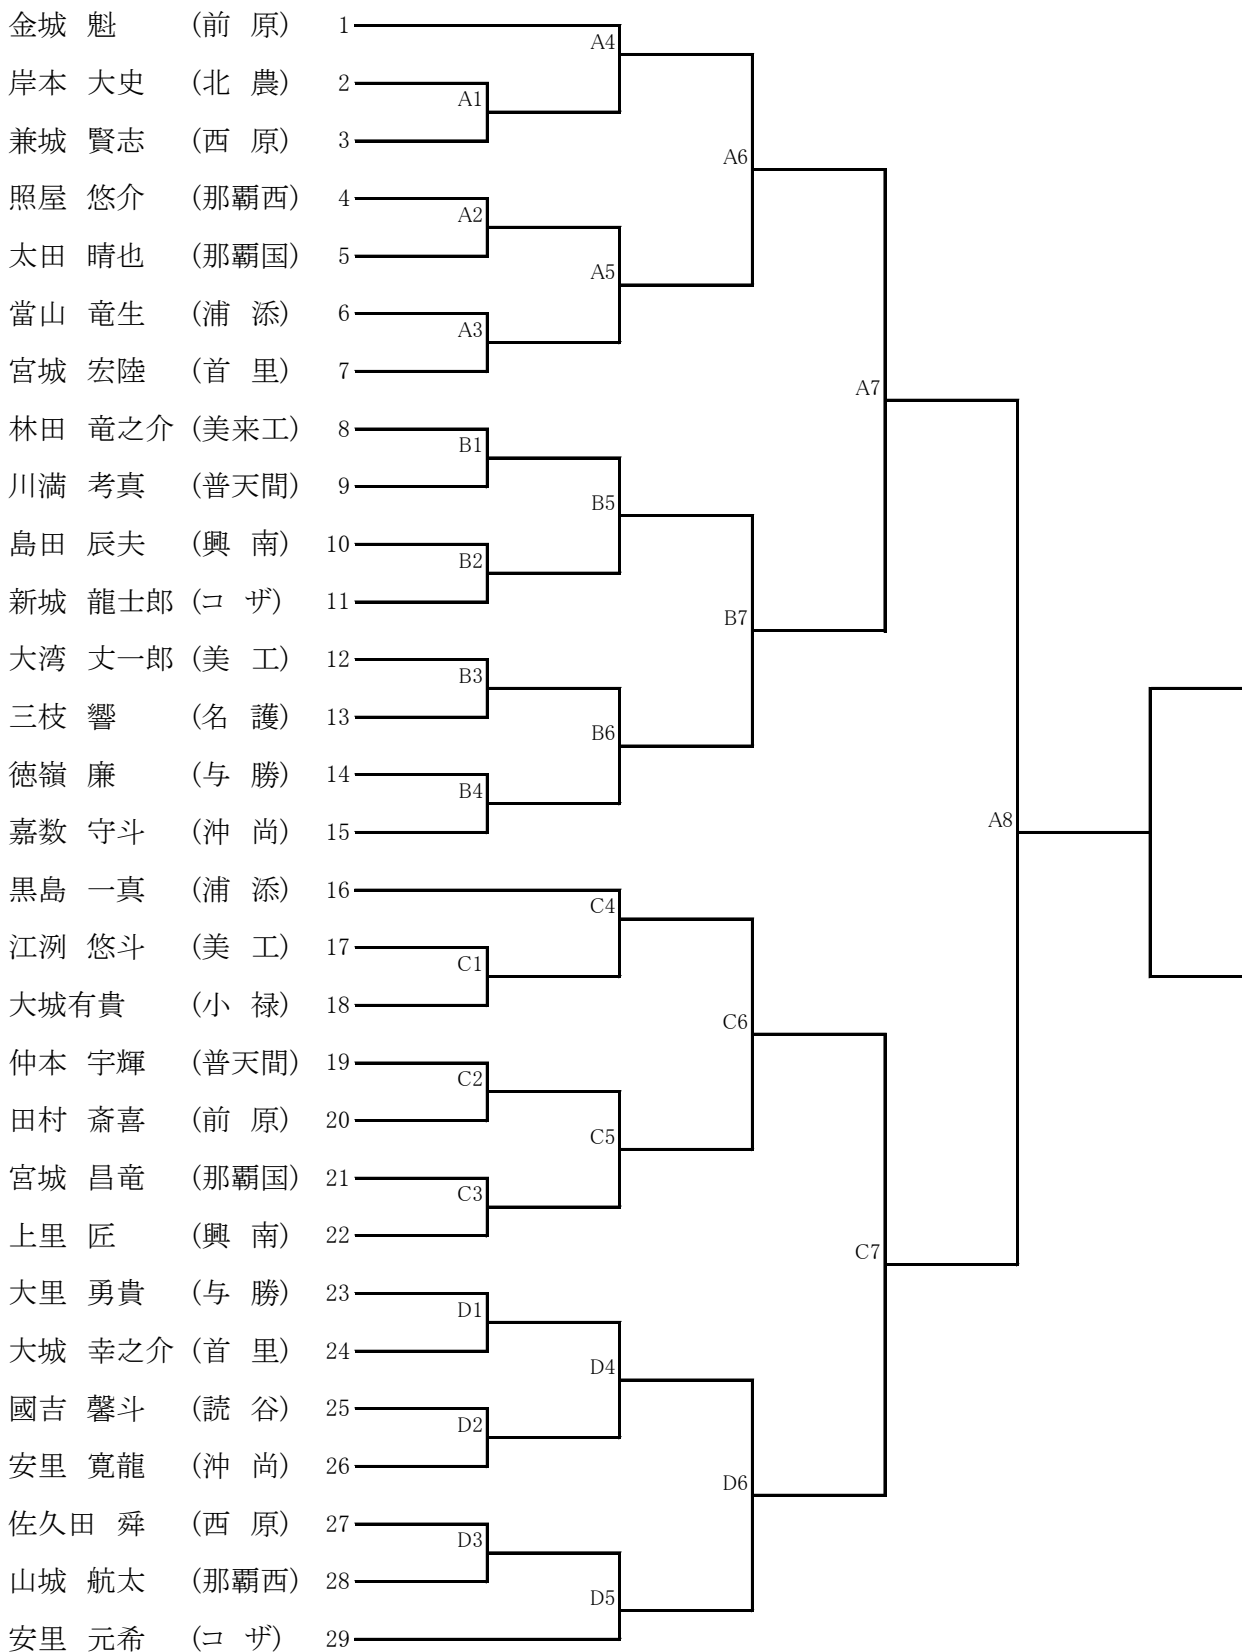 金城 魁 (前 原) 1
A4
岸本 大史 (北 農) 2
A1
兼城 賢志 (西 原) 3
A6
照屋 悠介 (那覇西) 4
A2
太田 晴也 (那覇国) 5
A5
當山 竜生 (浦 添) 6
A3
宮城 宏陸 (首 里) 7
A7
林田 竜之介 (美来工) 8
B1
川満 考真 (普天間) 9
B5
島田 辰夫 (興 南) 10
B2
新城 龍士郎 (コ ザ) 11
B7
大湾 丈一郎 (美 工) 12
B3
三枝 響 (名 護) 13
B6
徳嶺 廉 (与 勝) 14
B4
嘉数 守斗 (沖 尚) 15
A8
黒島 一真 (浦 添) 16
C4
江洌 悠斗 (美 工) 17
C1
大城有貴 (小 禄) 18
C6
仲本 宇輝 (普天間) 19
C2
田村 斎喜 (前 原) 20
C5
宮城 昌竜 (那覇国) 21
C3
上里 匠 (興 南) 22
C7
大里 勇貴 (与 勝) 23
D1
大城 幸之介 (首 里) 24
D4
國吉 馨斗 (読 谷) 25
D2
安里 寛龍 (沖 尚) 26
D6
佐久田 舜 (西 原) 27
D3
山城 航太 (那覇西) 28
D5
安里 元希 (コ ザ) 29